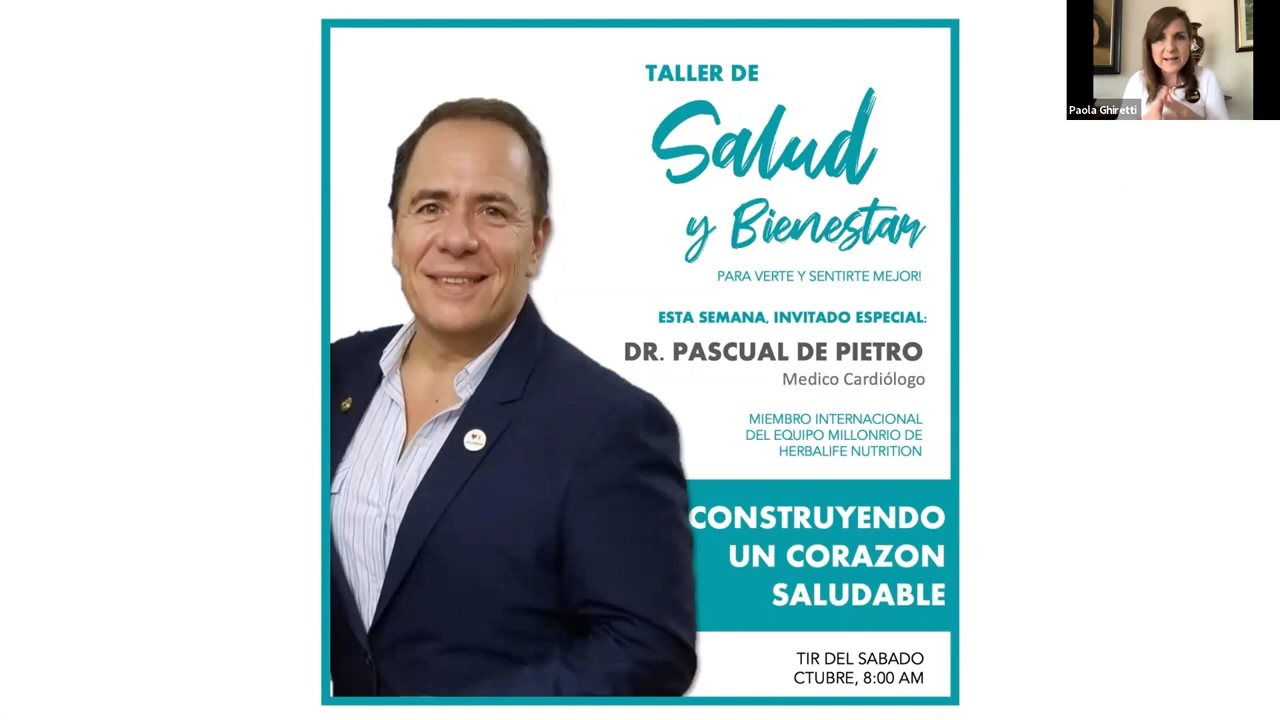 TALLER DE
Salud
y Bienestar
PARA VERTE Y SENTIRTE MEJOR!
ESTA SEMANA, INVITADO ESPECIAL:
DR. PASCUAL DE PIETRO
Medico Cardiólogo
MIEMBRO INTERNACIONAL
DEL EQUIPO MILLONRIO DE
HERBALIFE NUTRITION
CONSTRUYENDO
UN CORAZON
SALUDABLE
TIR DEL SABADO
CTUBRE, 8:00 AM
Paola Ghiretti